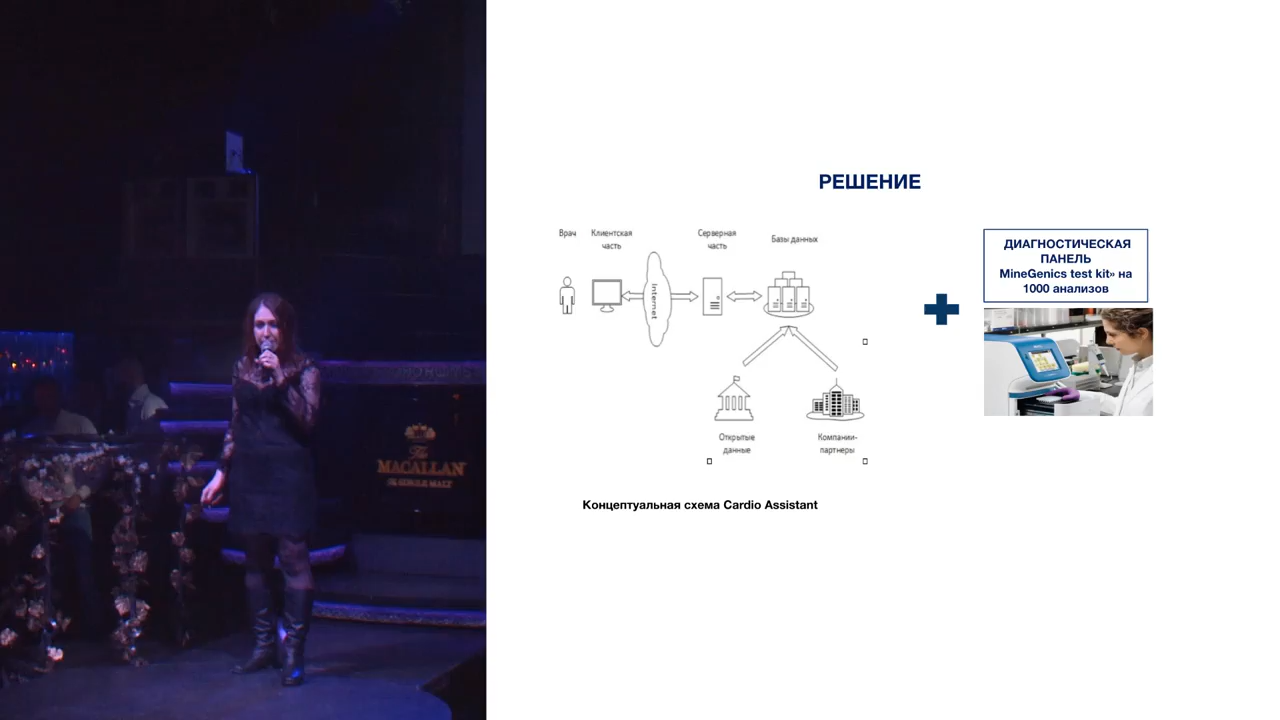 The
MACALLAN
РЕШЕНИЕ
Врач
Клиентская
часть
Серверная
часть
Базы данных
Internet
Открытые
данные
Компании-
партнеры
Концептуальная схема Cardio Assistant
ДИАГНОСТИЧЕСКАЯ
ПАНЕЛЬ
MineGenics test kit» на
1000 анализов